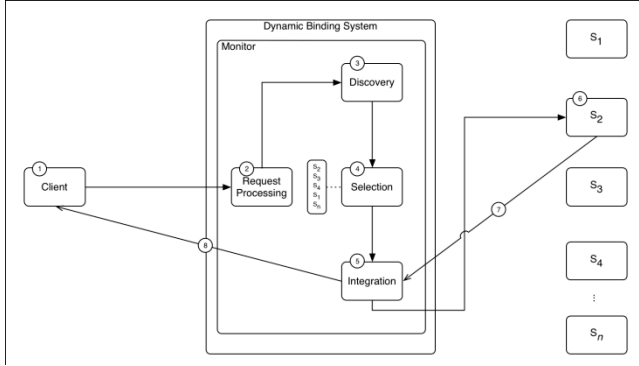 Dynamic Binding System
Monitor
S1
3
Discovery
6
S2
1
Client
2
Request
Processing
S2
S3
S4
S1
Sn
4
Selection
S3
7
8
5
Integration
S4
...
Sn